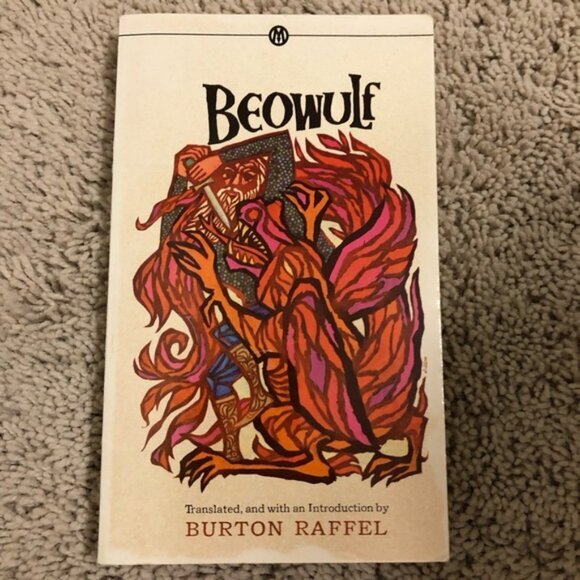 M
BEOWULF
Translated, and with an Introduction by
BURTON RAFFEL